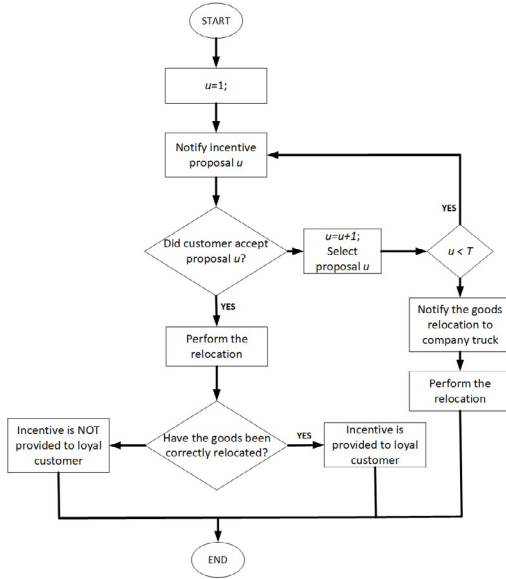 START
u=1;
Notify incentive
proposal u
YES
Did customer accept
proposal u?
u=u+1;
Select
proposal u
u < T
YES
Notify the goods
relocation to
company truck
Perform the
relocation
Perform the
relocation
Incentive is NOT
provided to loyal
customer
Have the goods been
correctly relocated?
YES
Incentive is
provided to loyal
customer
END